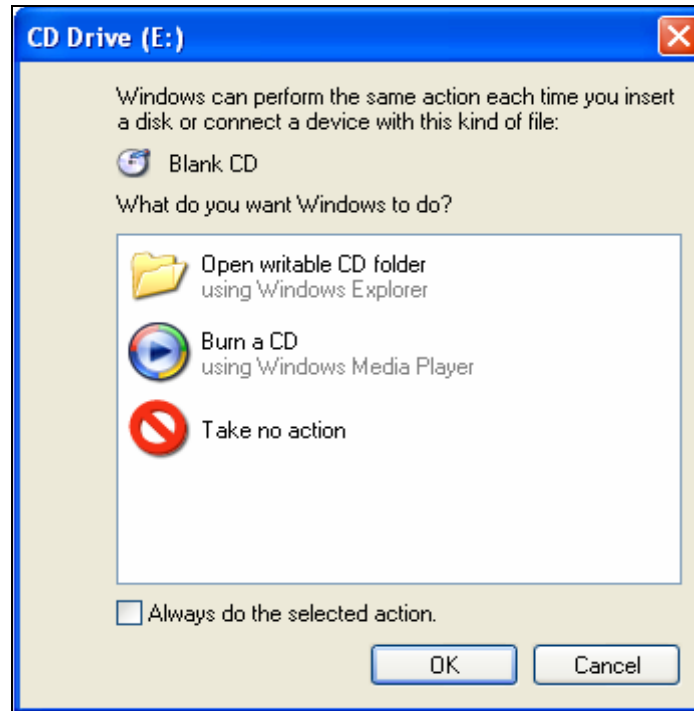 CD Drive (E:)
Windows can perform the same action each time you insert
a disk or connect a device with this kind of file:
Blank CD
What do you want Windows to do?
Open writable CD folder
using Windows Explorer
Burn a CD
using Windows Media Player
Take no action
Always do the selected action.
OK
Cancel